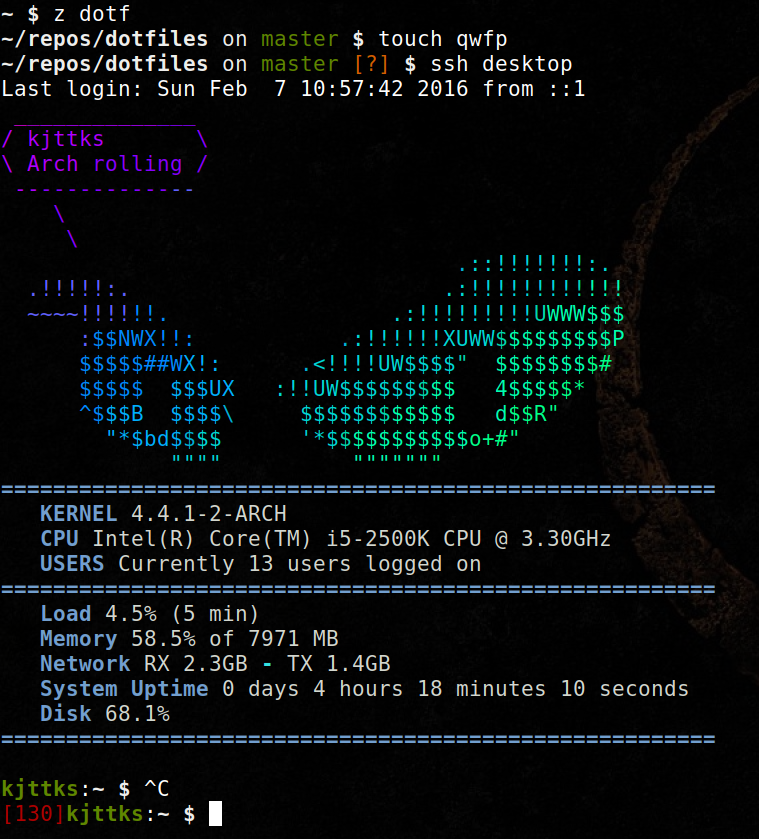 ~ $ z dotf
~/repos/dotfiles on master $ touch qwfp
~/repos/dotfiles on master [?] $ ssh desktop
Last login: Sun Feb  7 10:57:42 2016 from ::1
 ______________
/ kjttks       \
\ Arch rolling /
 --------------
    \
     \
                                   .::!!!!!!!:.
  .!!!!!:.                        .:!!!!!!!!!!!!
  ~~~~!!!!!!.                 .:!!!!!!!!!UWWW$$$
      :$$NWX!!:           .:!!!!!!XUWW$$$$$$$$$P
      $$$$$##WX!:      .<!!!!UW$$$$"  $$$$$$$$#
      $$$$$  $$$UX   :!!UW$$$$$$$$$   4$$$$$*
      ^$$$B  $$$$\     $$$$$$$$$$$$   d$$R"
        "*$bd$$$$      '*$$$$$$$$$$$o+#"
             """"          """""""
=======================================================
   KERNEL 4.4.1-2-ARCH
   CPU Intel(R) Core(TM) i5-2500K CPU @ 3.30GHz
   USERS Currently 13 users logged on
=======================================================
   Load 4.5% (5 min)
   Memory 58.5% of 7971 MB
   Network RX 2.3GB - TX 1.4GB
   System Uptime 0 days 4 hours 18 minutes 10 seconds
   Disk 68.1%
=======================================================

kjttks:~ $ ^C
[130]kjttks:~ $